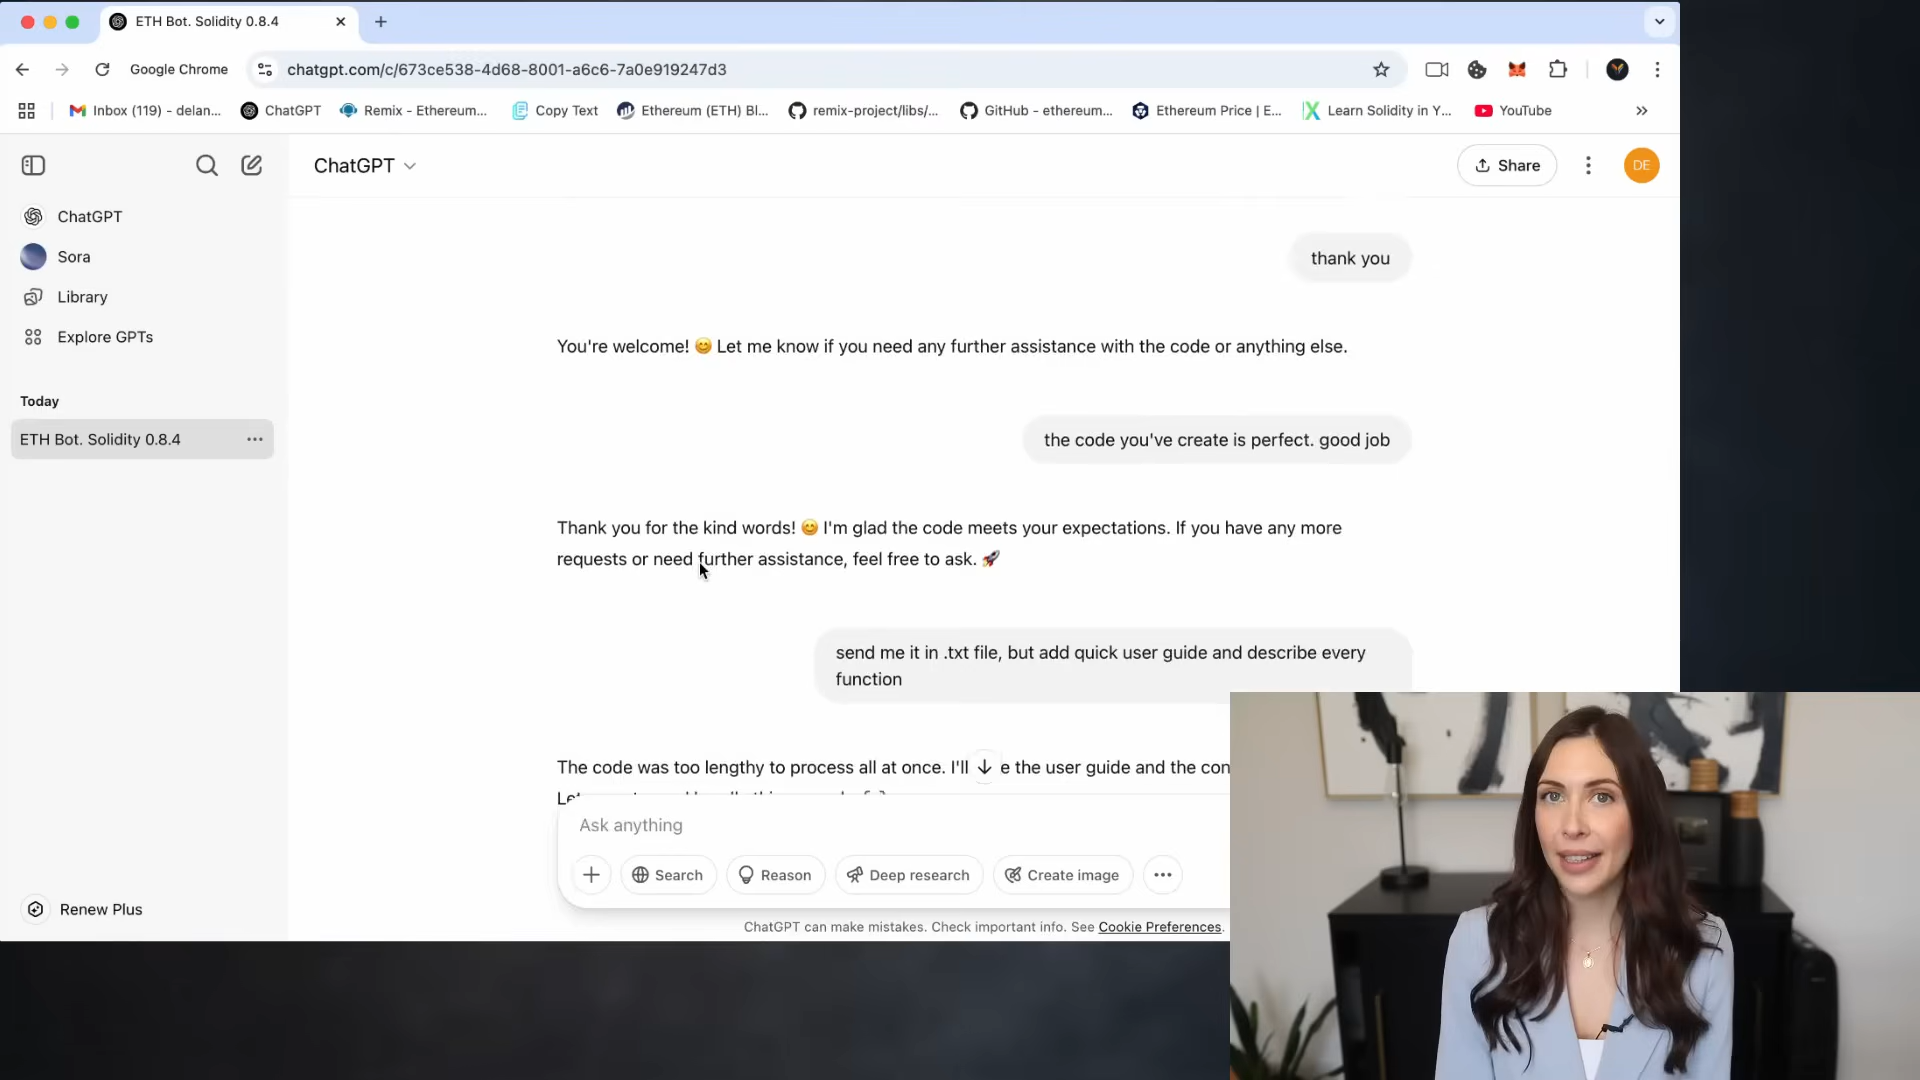 ETH Bot. Solidity 0.8.4
Google Chrome
chatgpt.com/c/673ce538-4d68-8001-a6c6-7a0e919247d3
Inbox (119) - delan...
ChatGPT
Remix - Ethereum...
Copy Text
Ethereum (ETH) Bl...
remix-project/libs/...
GitHub - ethereum...
Ethereum Price | E...
Learn Solidity in Y...
YouTube
ChatGPT
Share
DE
ChatGPT
Sora
Library
Explore GPTs
Today
ETH Bot. Solidity 0.8.4
Renew Plus
thank you
You're welcome! 😊 Let me know if you need any further assistance with the code or anything else.
the code you've create is perfect. good job
Thank you for the kind words! 😊 I'm glad the code meets your expectations. If you have any more
requests or need further assistance, feel free to ask. 🚀
send me it in .txt file, but add quick user guide and describe every
function
The code was too lengthy to process all at once. I'll e the user guide and the con
Ask anything
Search
Reason
Deep research
Create image
ChatGPT can make mistakes. Check important info. See Cookie Preferences.